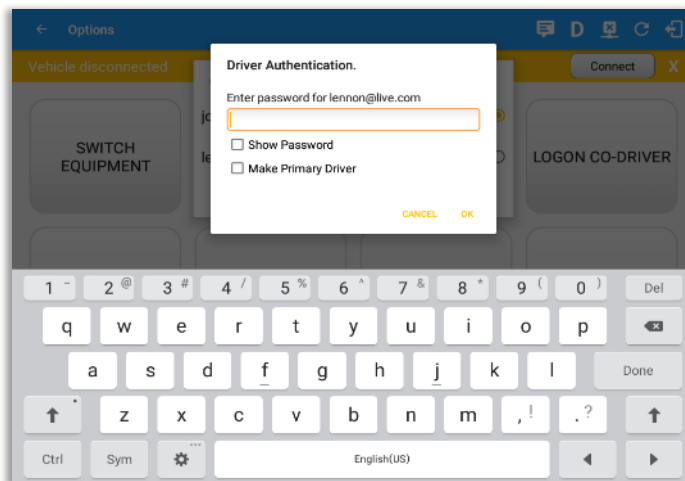 Options
D
Vehicle disconnected
Connect
X
Driver Authentication.
Enter password for lennon@live.com
Show Password
Make Primary Driver
CANCEL OK
jo
le
SWITCH
EQUIPMENT
LOGON CO-DRIVER
1 - 2 @ 3 # 4 / 5 % 6 ^ 7 & 8 * 9 ( 0 ) Del
q w e r t y u i o p
a s d f g h j k l Done
z x c v b n m , ! . ?
Ctrl Sym English(US)